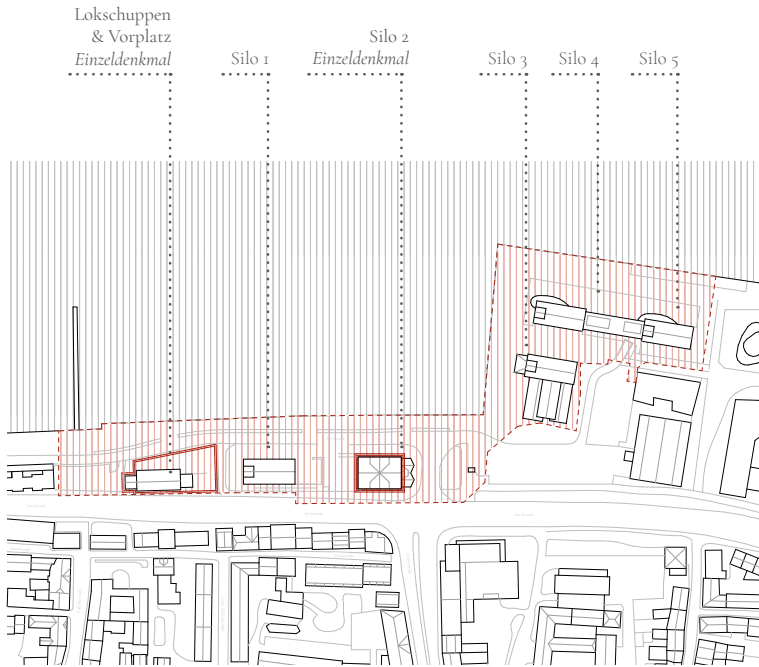 Lokschuppen
& Vorplatz
Einzeldenkmal
Silo 1
Silo 2
Einzeldenkmal
Silo 3
Silo 4
Silo 5